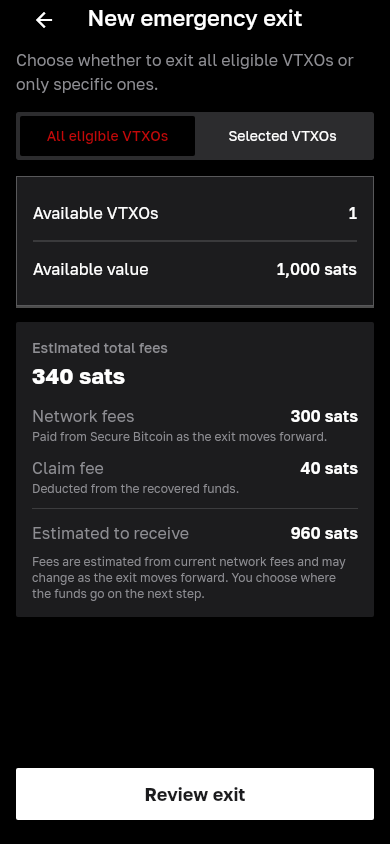 New emergency exit
Choose whether to exit all eligible VTXOs or
only specific ones.
All eligible VTXOs
Selected VTXOs
Available VTXOs
1
Available value
1,000 sats
Estimated total fees
340 sats
Network fees
300 sats
Paid from Secure Bitcoin as the exit moves forward.
Claim fee
40 sats
Deducted from the recovered funds.
Estimated to receive
960 sats
Fees are estimated from current network fees and may
change as the exit moves forward. You choose where
the funds go on the next step.
Review exit